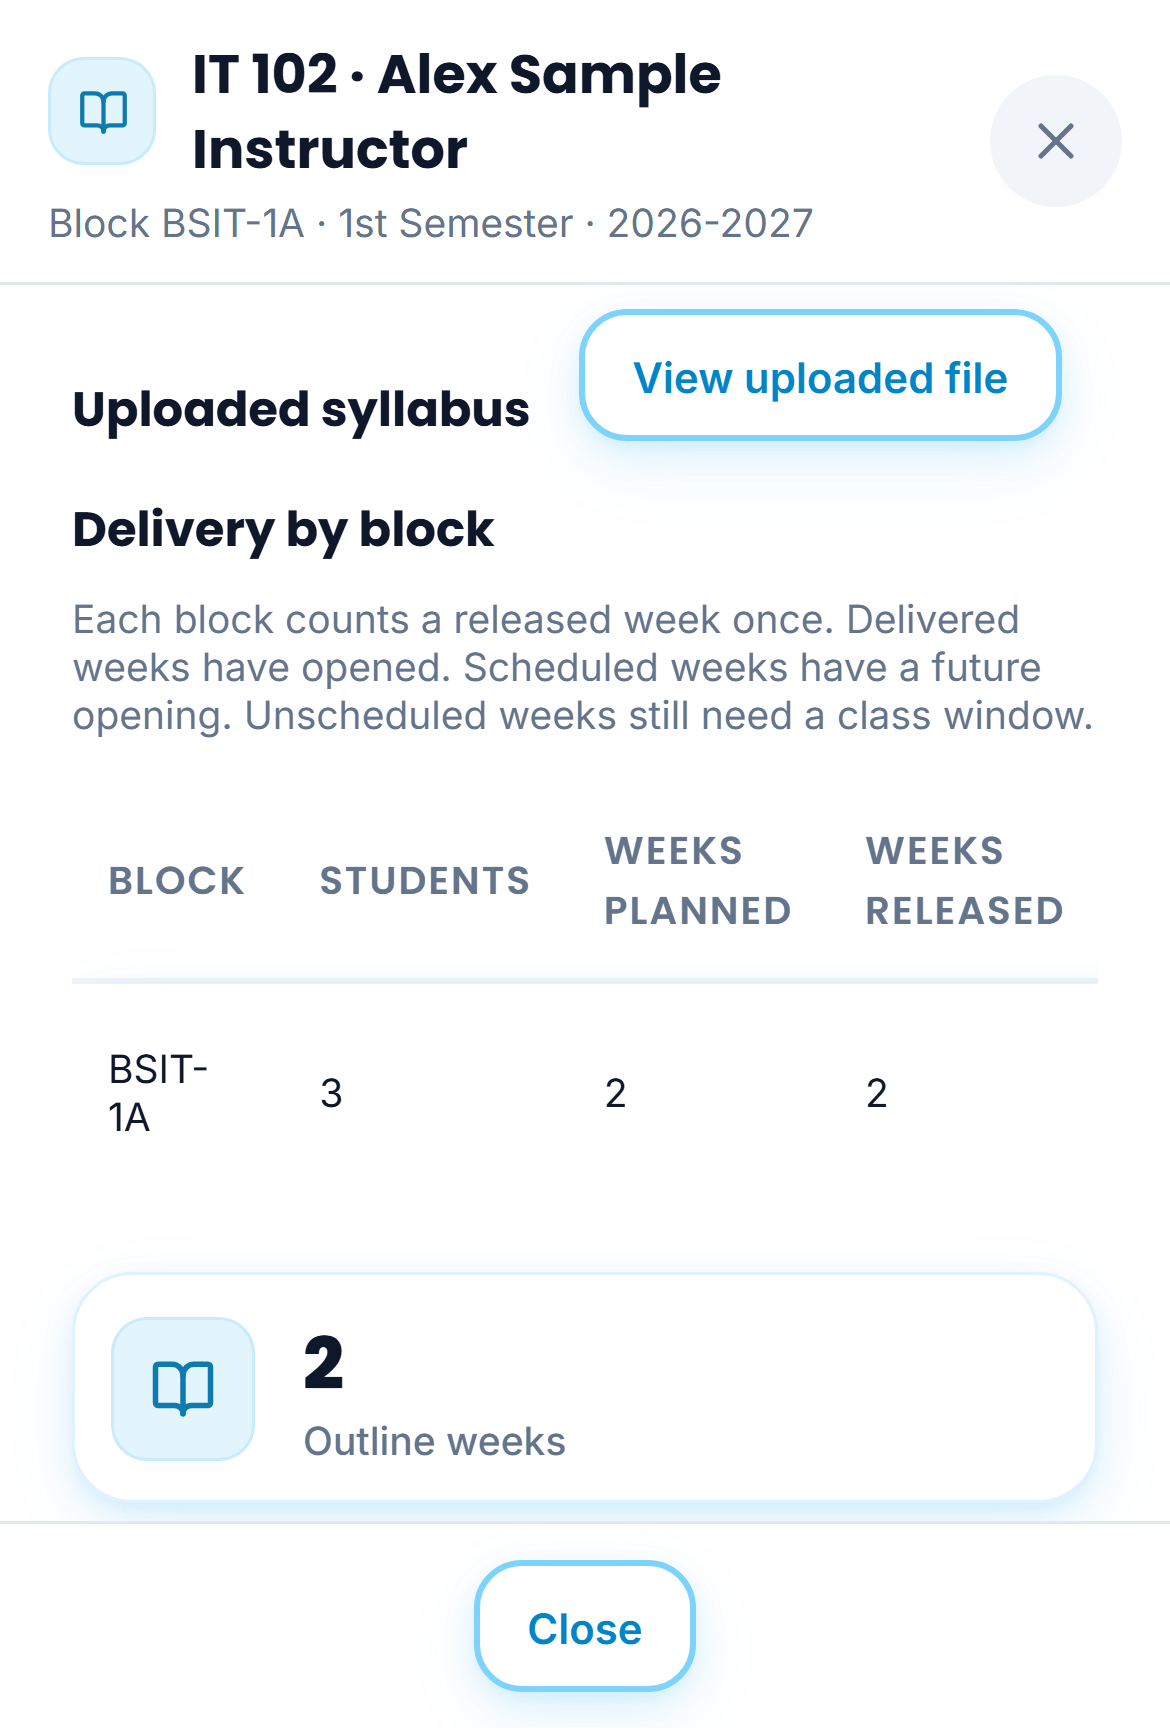 IT 102 · Alex Sample
Instructor
Block BSIT-1A · 1st Semester · 2026-2027
Uploaded syllabus
View uploaded file
Delivery by block
Each block counts a released week once. Delivered
weeks have opened. Scheduled weeks have a future
opening. Unscheduled weeks still need a class window.
BLOCK STUDENTS WEEKS PLANNED WEEKS RELEASED
BSIT-1A 3 2 2
2
Outline weeks
Close